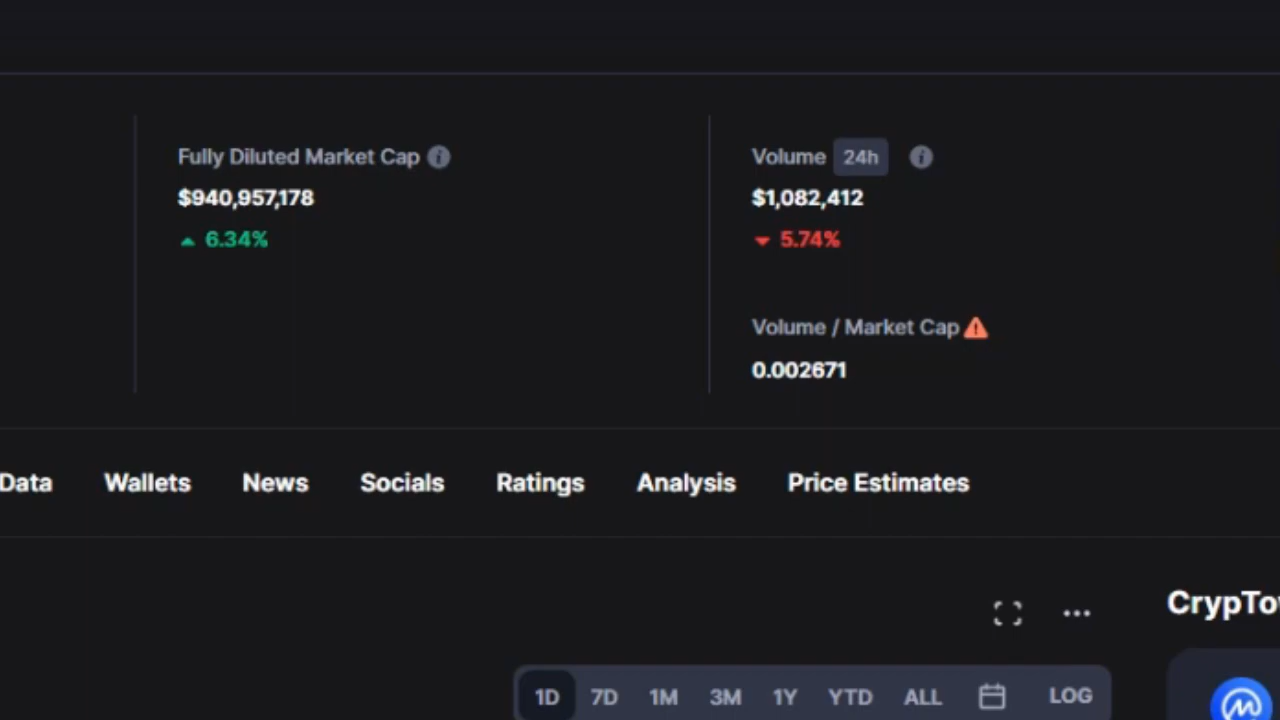 Fully Diluted Market Cap
$940,957,178
6.34%
Volume 24h
$1,082,412
5.74%
Volume / Market Cap
0.002671
Data Wallets News Socials Ratings Analysis Price Estimates
CrypTo
1D 7D 1M 3M 1Y YTD ALL LOG